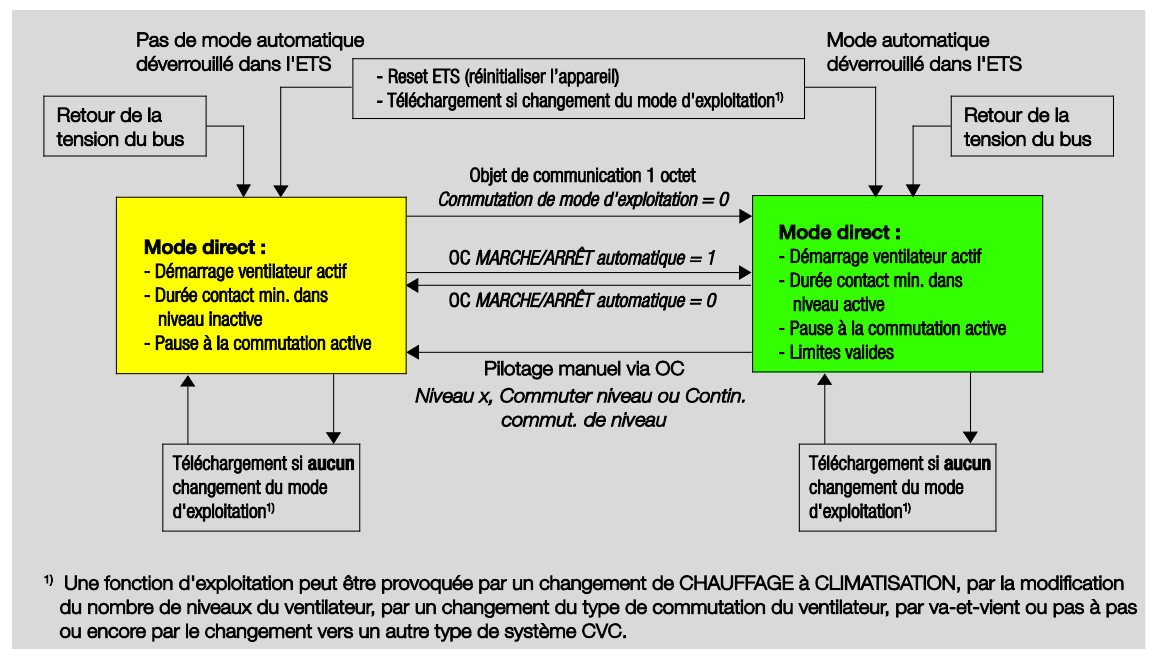 Pas de mode automatique
déverrouillé dans l'ETS
Mode automatique
déverrouillé dans l'ETS
- Reset ETS (réinitialiser l'appareil)
- Téléchargement si changement du mode d'exploitation¹⁾
Retour de la
tension du bus
Retour de la
tension du bus
Objet de communication 1 octet
Commutation de mode d'exploitation = 0
Mode direct :
- Démarrage ventilateur actif
- Durée contact min. dans
niveau inactive
- Pause à la commutation active
OC MARCHE/ARRÊT automatique = 1
OC MARCHE/ARRÊT automatique = 0
Mode direct :
- Démarrage ventilateur actif
- Durée contact min. dans
niveau active
- Pause à la commutation active
- Limites valides
Pilotage manuel via OC
Niveau x, Commuter niveau ou Contin.
commut. de niveau
Téléchargement si aucun
changement du mode
d'exploitation¹⁾
Téléchargement si aucun
changement du mode
d'exploitation¹⁾
¹⁾ Une fonction d'exploitation peut être provoquée par un changement de CHAUFFAGE à CLIMATISATION, par la modification
du nombre de niveaux du ventilateur, par un changement du type de commutation du ventilateur, par va-et-vient ou pas à pas
ou encore par le changement vers un autre type de système CVC.